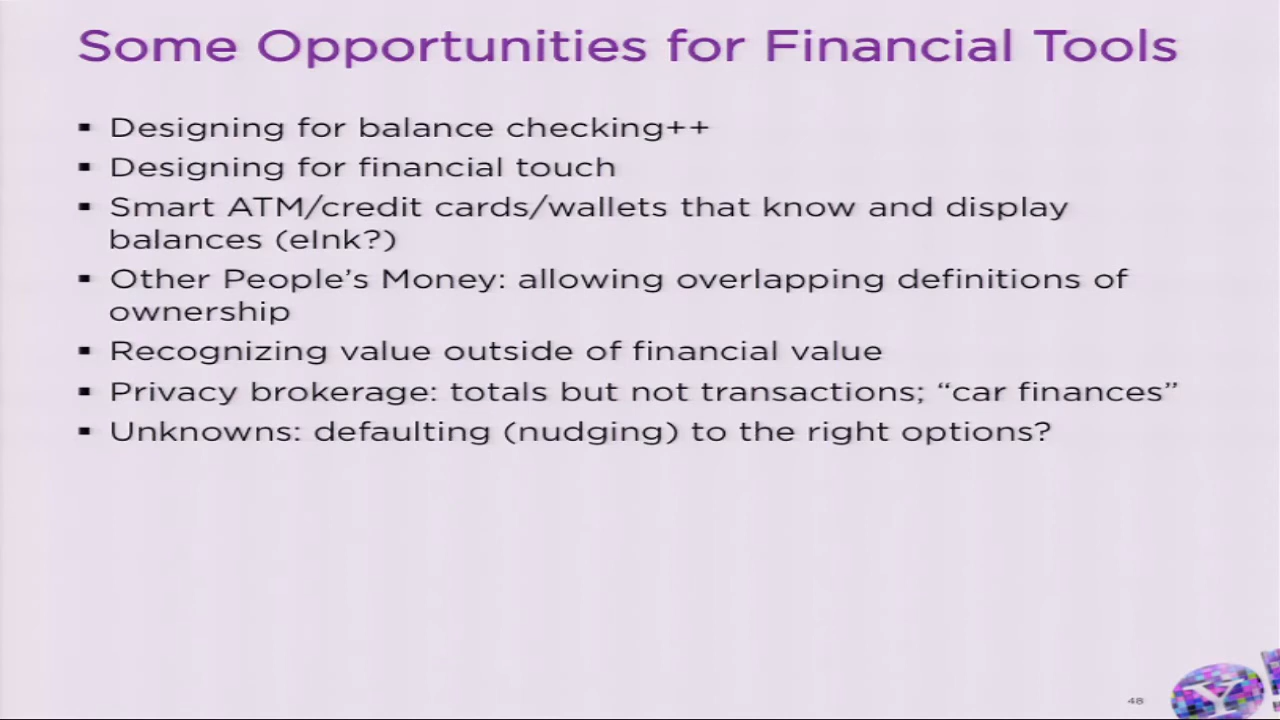 Some Opportunities for Financial Tools
▪ Designing for balance checking++
▪ Designing for financial touch
▪ Smart ATM/credit cards/wallets that know and display
balances (eInk?)
▪ Other People’s Money: allowing overlapping definitions of
ownership
▪ Recognizing value outside of financial value
▪ Privacy brokerage: totals but not transactions; “car finances”
▪ Unknowns: defaulting (nudging) to the right options?
48
Y!